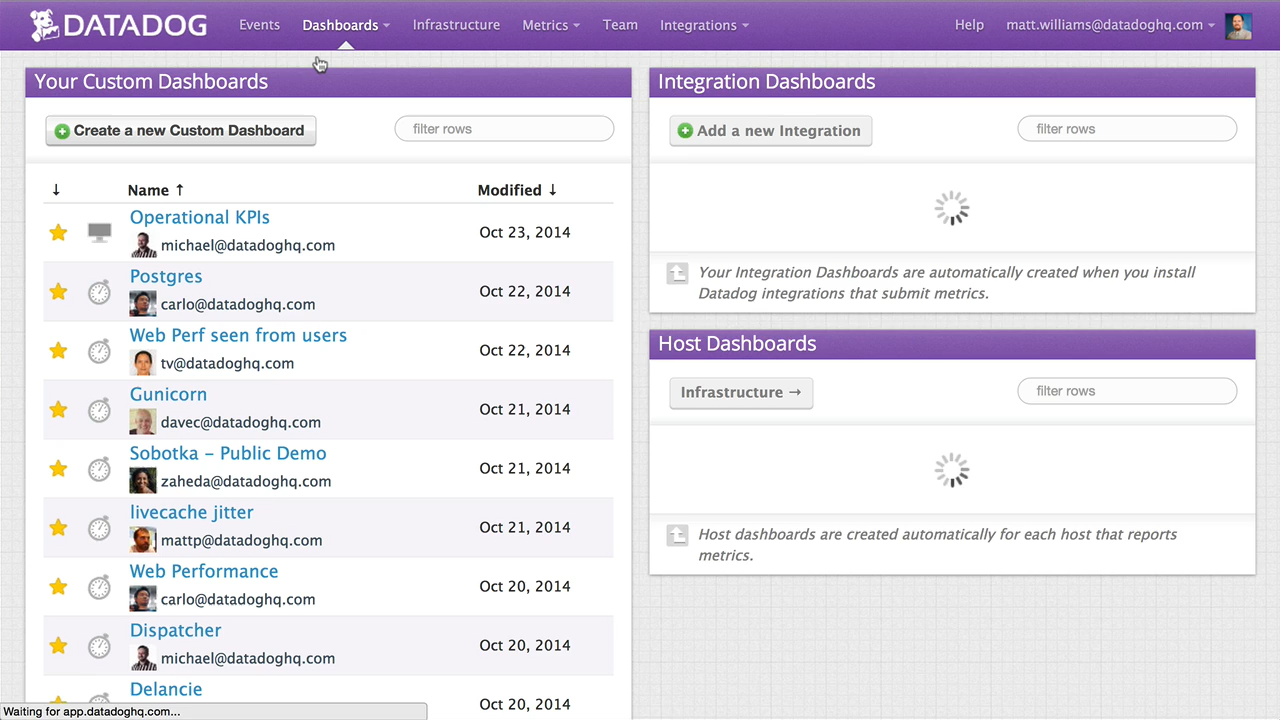 DATADOG Events Dashboards Infrastructure Metrics Team Integrations Help matt.williams@datadoghq.com
Your Custom Dashboards
Create a new Custom Dashboard filter rows
↓ Name ↑ Modified ↓
Operational KPIs
michael@datadoghq.com Oct 23, 2014
Postgres
carlo@datadoghq.com Oct 22, 2014
Web Perf seen from users
tv@datadoghq.com Oct 22, 2014
Gunicorn
davec@datadoghq.com Oct 21, 2014
Sobotka – Public Demo
zaheda@datadoghq.com Oct 21, 2014
livecache jitter
mattp@datadoghq.com Oct 21, 2014
Web Performance
carlo@datadoghq.com Oct 20, 2014
Dispatcher
michael@datadoghq.com Oct 20, 2014
Delancie
Oct 20, 2014
Integration Dashboards
Add a new Integration filter rows
Your Integration Dashboards are automatically created when you install
Datadog integrations that submit metrics.
Host Dashboards
Infrastructure → filter rows
Host dashboards are created automatically for each host that reports
metrics.
Waiting for app.datadoghq.com...